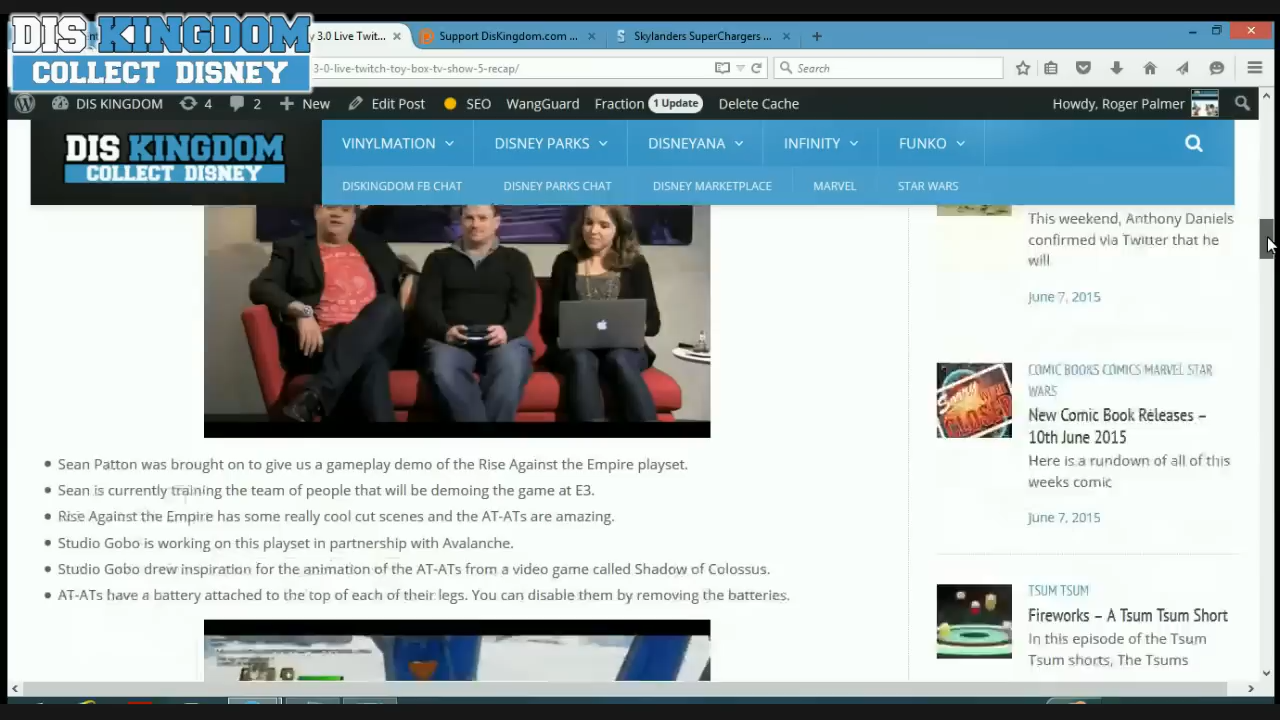 DIS KINGDOM
COLLECT DISNEY
y 3.0 Live Twit...
Support DisKingdom.com ...
Skylanders SuperChargers ...
3-0-live-twitch-toy-box-tv-show-5-recap/
Search
DIS KINGDOM
4
2
New
Edit Post
SEO
WangGuard
Fraction
1 Update
Delete Cache
Howdy, Roger Palmer
DIS KINGDOM
COLLECT DISNEY
VINYLMATION
DISNEY PARKS
DISNEYANA
INFINITY
FUNKO
DISKINGDOM FB CHAT
DISNEY PARKS CHAT
DISNEY MARKETPLACE
MARVEL
STAR WARS
Sean Patton was brought on to give us a gameplay demo of the Rise Against the Empire playset.
Sean is currently training the team of people that will be demoing the game at E3.
Rise Against the Empire has some really cool cut scenes and the AT-ATs are amazing.
Studio Gobo is working on this playset in partnership with Avalanche.
Studio Gobo drew inspiration for the animation of the AT-ATs from a video game called Shadow of Colossus.
AT-ATs have a battery attached to the top of each of their legs. You can disable them by removing the batteries.
This weekend, Anthony Daniels
confirmed via Twitter that he
will
June 7, 2015
Sorry
CLOSED
COMIC BOOKS COMICS MARVEL STAR
WARS
New Comic Book Releases –
10th June 2015
Here is a rundown of all of this
weeks comic
June 7, 2015
TSUM TSUM
Fireworks – A Tsum Tsum Short
In this episode of the Tsum
Tsum shorts, The Tsums